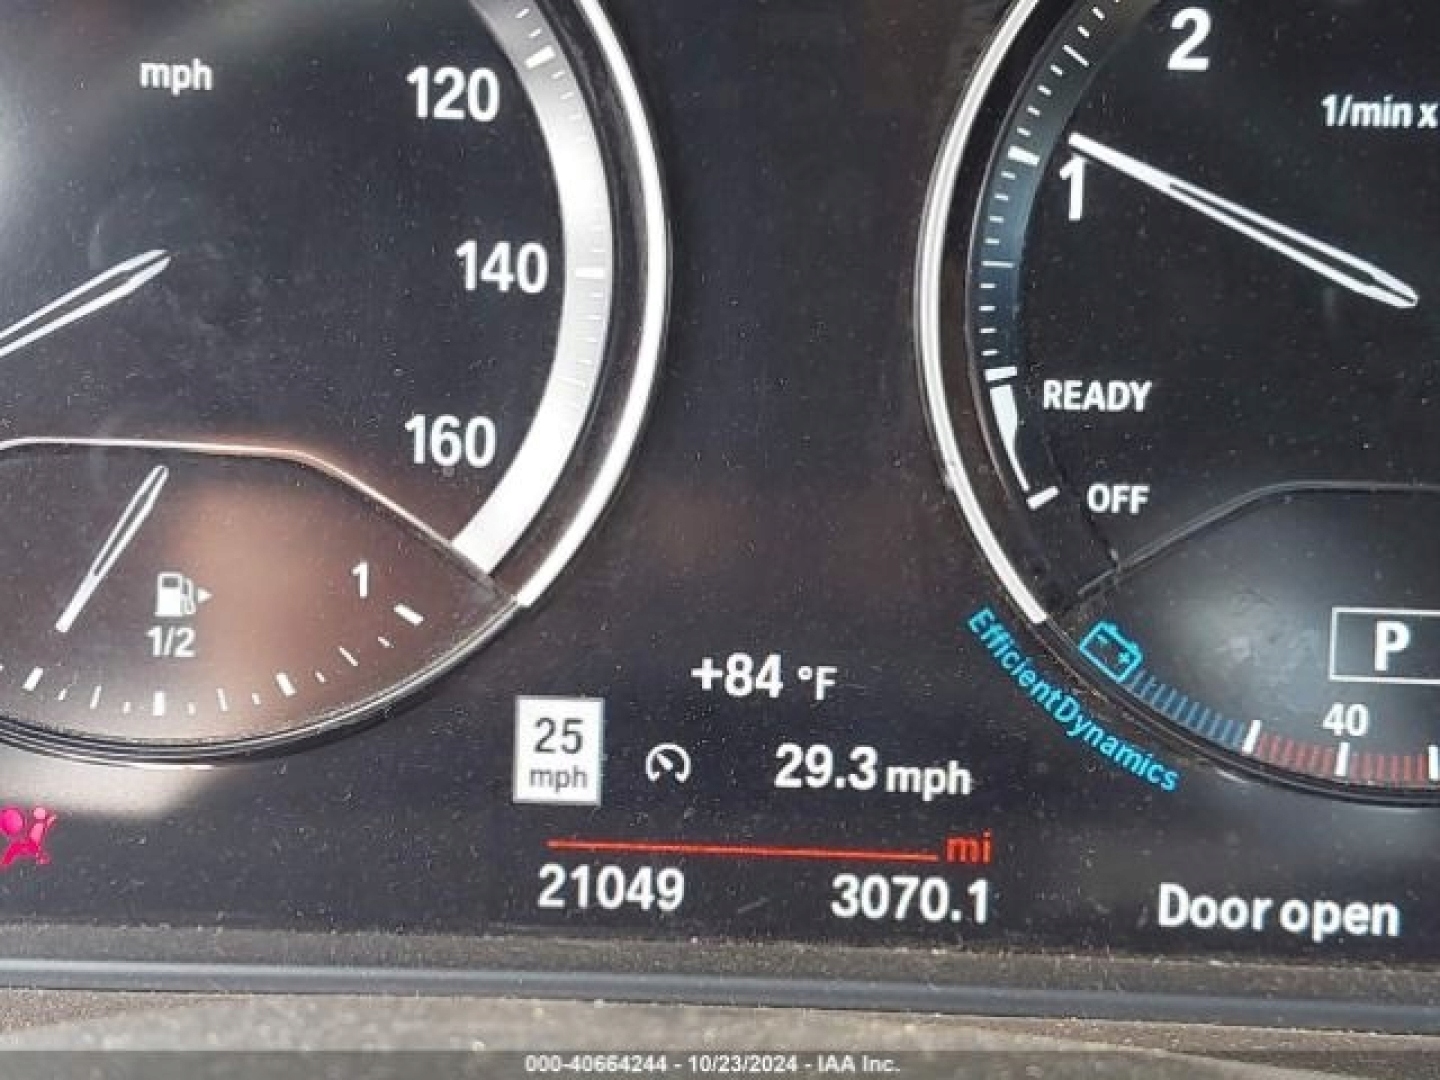 mph
120
140
160
1
1/2
2
1/min x
1
READY
OFF
+84 °F
25
mph
29.3 mph
mi
21049
3070.1
EfficientDynamics
P
40
Door open
000-40664244 - 10/23/2024 - IAA Inc.